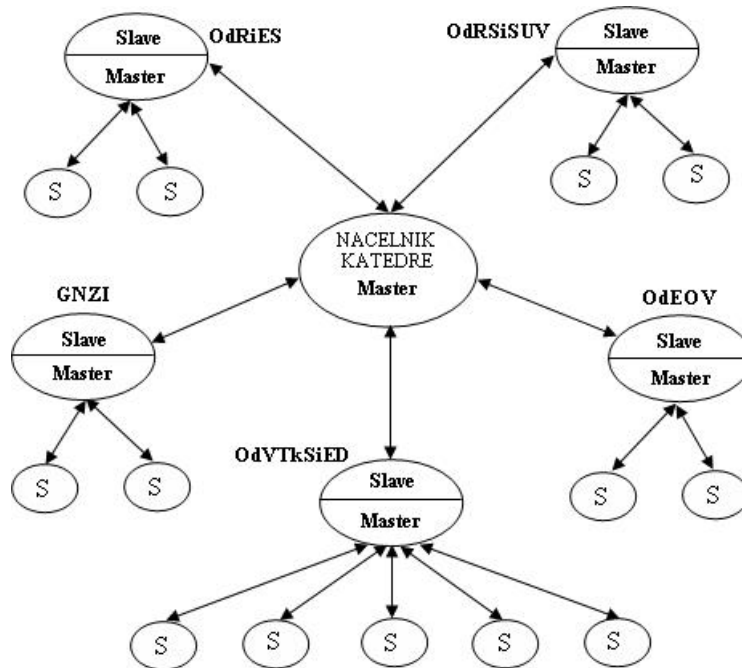 OdRiES
Slave
Master
S
S
OdRSiSUV
Slave
Master
S
S
NACELNIK
KATEDRE
Master
GNZI
Slave
Master
S
S
OdEOV
Slave
Master
S
S
OdVTkSiED
Slave
Master
S
S
S
S
S